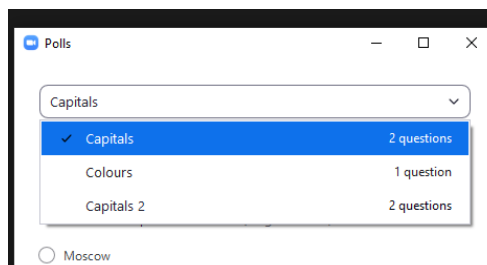 Polls
Capitals
Capitals 2 questions
Colours 1 question
Capitals 2 2 questions
Moscow